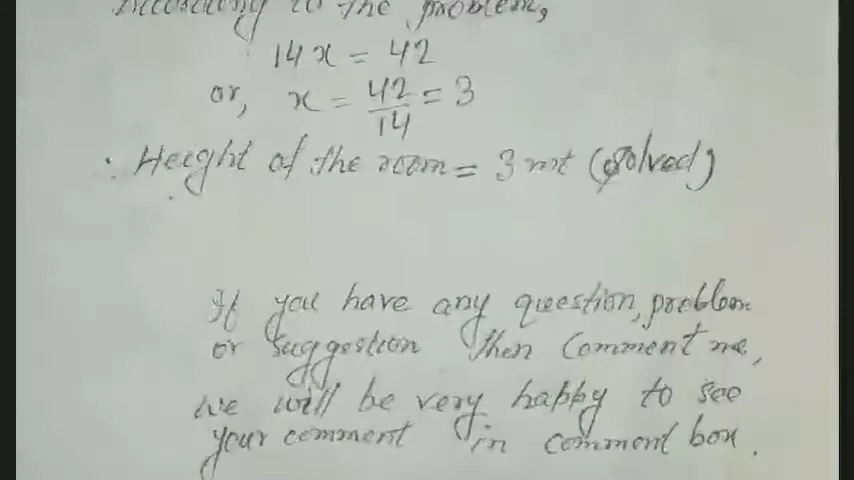 According to the problem,
14x = 42
or, x = 42/14 = 3
∴ Height of the room = 3 mt (solved)
If you have any question, problem
or suggestion then comment me,
we will be very happy to see
your comment in comment box.